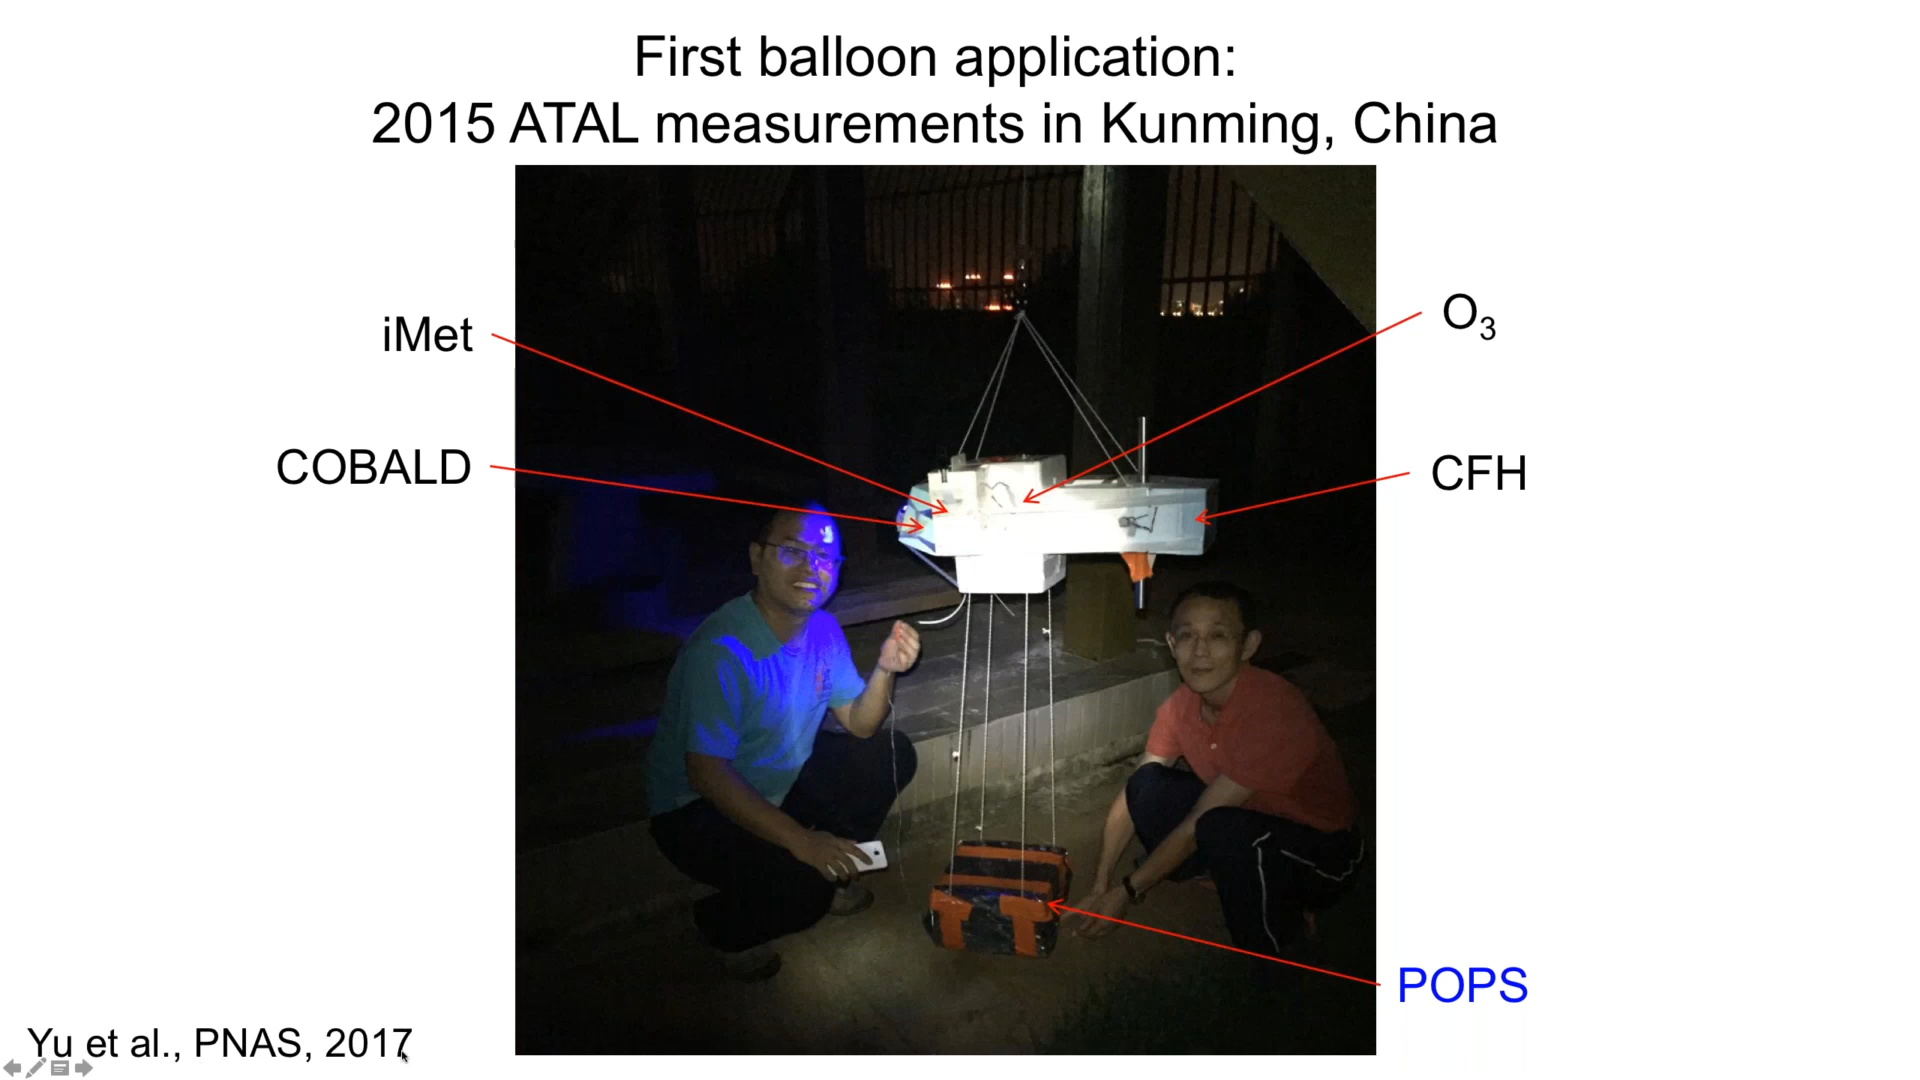 First balloon application:
2015 ATAL measurements in Kunming, China
iMet
O₃
COBALD
CFH
POPS
Yu et al., PNAS, 2017